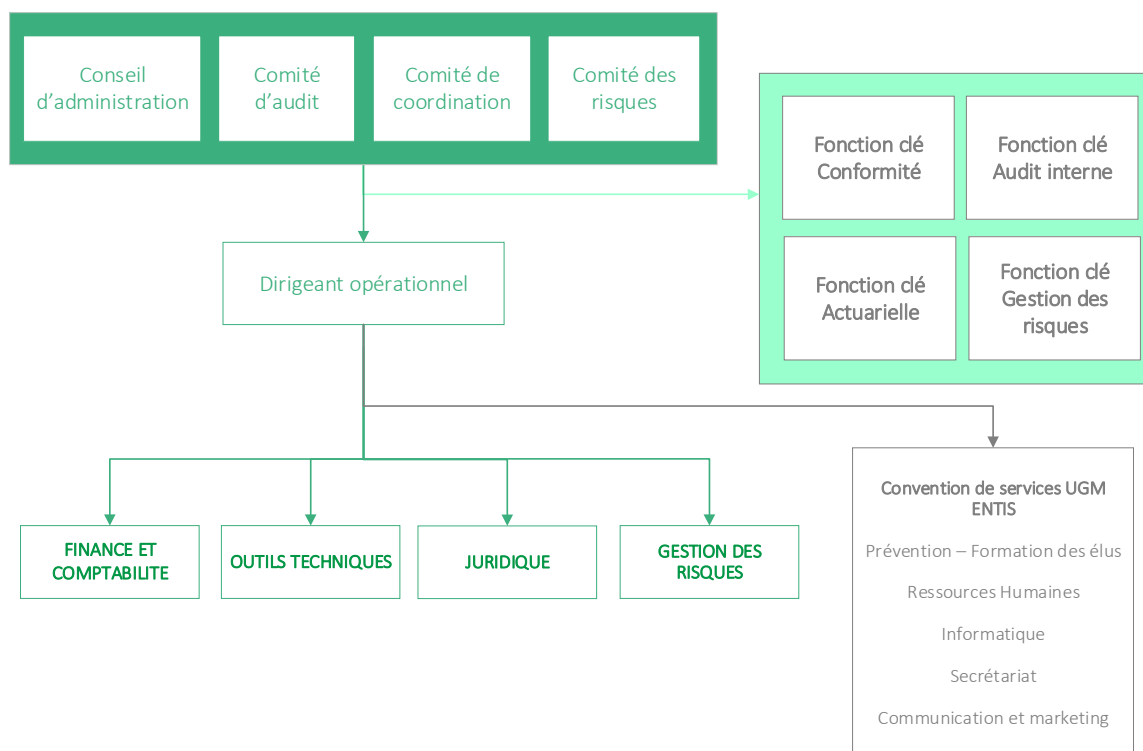 Conseil
d’administration
Comité
d’audit
Comité de
coordination
Comité des
risques
Fonction clé
Conformité
Fonction clé
Audit interne
Fonction clé
Actuarielle
Fonction clé
Gestion des
risques
Dirigeant opérationnel
FINANCE ET
COMPTABILITE
OUTILS TECHNIQUES
JURIDIQUE
GESTION DES
RISQUES
Convention de services UGM
ENTIS
Prévention – Formation des élus
Ressources Humaines
Informatique
Secrétariat
Communication et marketing